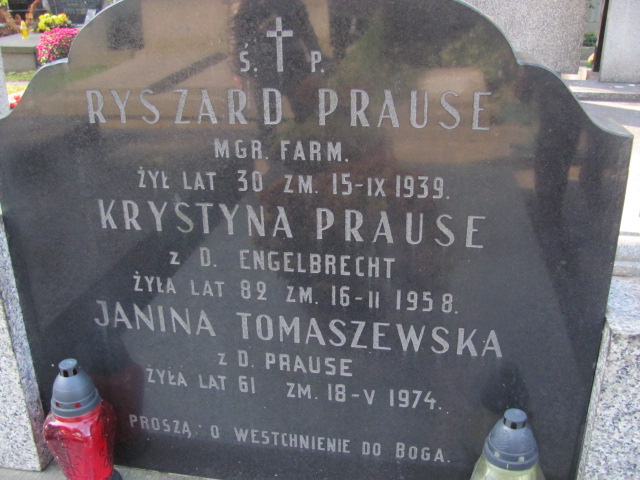 Ś. P.
RYSZARD PRAUSE
MGR. FARM.
ŻYŁ LAT 30 ZM. 15-IX 1939.
KRYSTYNA PRAUSE
Z D. ENGELBRECHT
ŻYŁA LAT 82 ZM. 16-II 1958.
JANINA TOMASZEWSKA
Z D. PRAUSE
ŻYŁA LAT 61 ZM. 18-V 1974.
PROSZĄ: O WESTCHNIENIE DO BOGA.